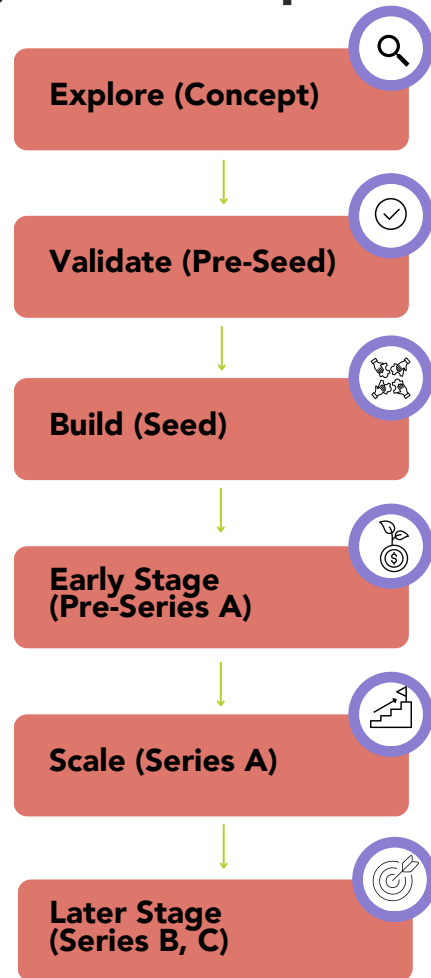 Explore (Concept)
Validate (Pre-Seed)
Build (Seed)
Early Stage
(Pre-Series A)
$
Scale (Series A)
Later Stage
(Series B, C)